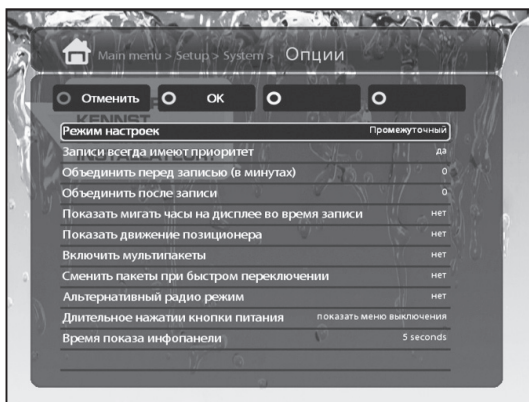 Main menu > Setup > System > Опции
Отменить OK
KENNST
INSTALLATEUR?
Режим настроек Промежуточный
Записи всегда имеют приоритет да
Объединить перед записью (в минутах) 0
Объединить после записи 0
Показать мигать часы на дисплее во время записи нет
Показать движение позиционера нет
Включить мультипакеты нет
Сменить пакеты при быстром переключении нет
Альтернативный радио режим нет
Длительное нажатии кнопки питания показать меню выключения
Время показа инфопанели 5 seconds